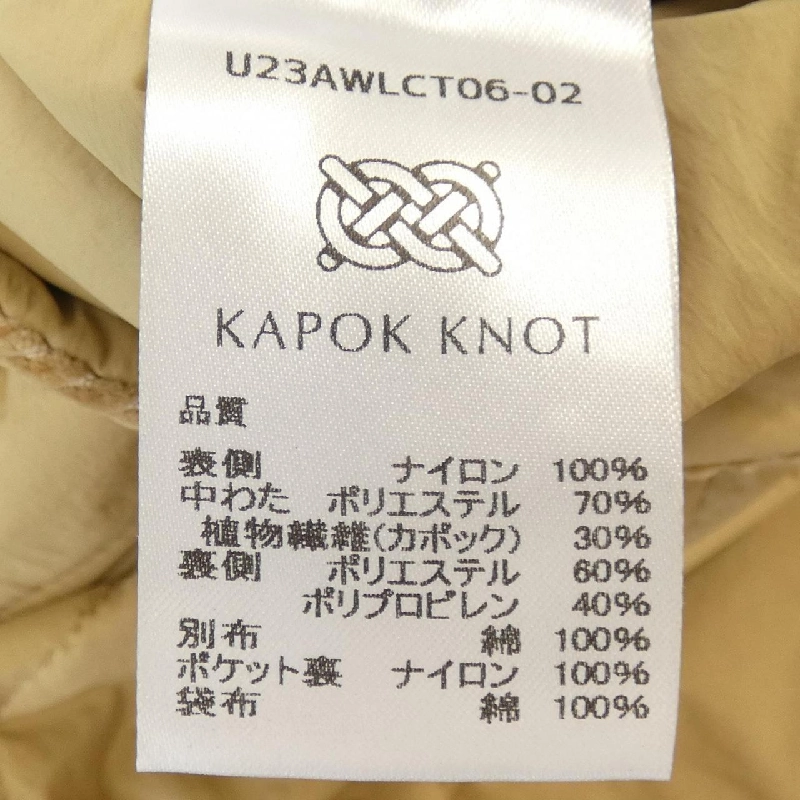 U23AWLCT06-02
KAPOK KNOT
品質
表側 ナイロン 100%
中わた ポリエステル 70%
植物繊維(カポック) 30%
裏側 ポリエステル 60%
ポリプロピレン 40%
別布 綿 100%
ポケット裏 ナイロン 100%
袋布 綿 100%